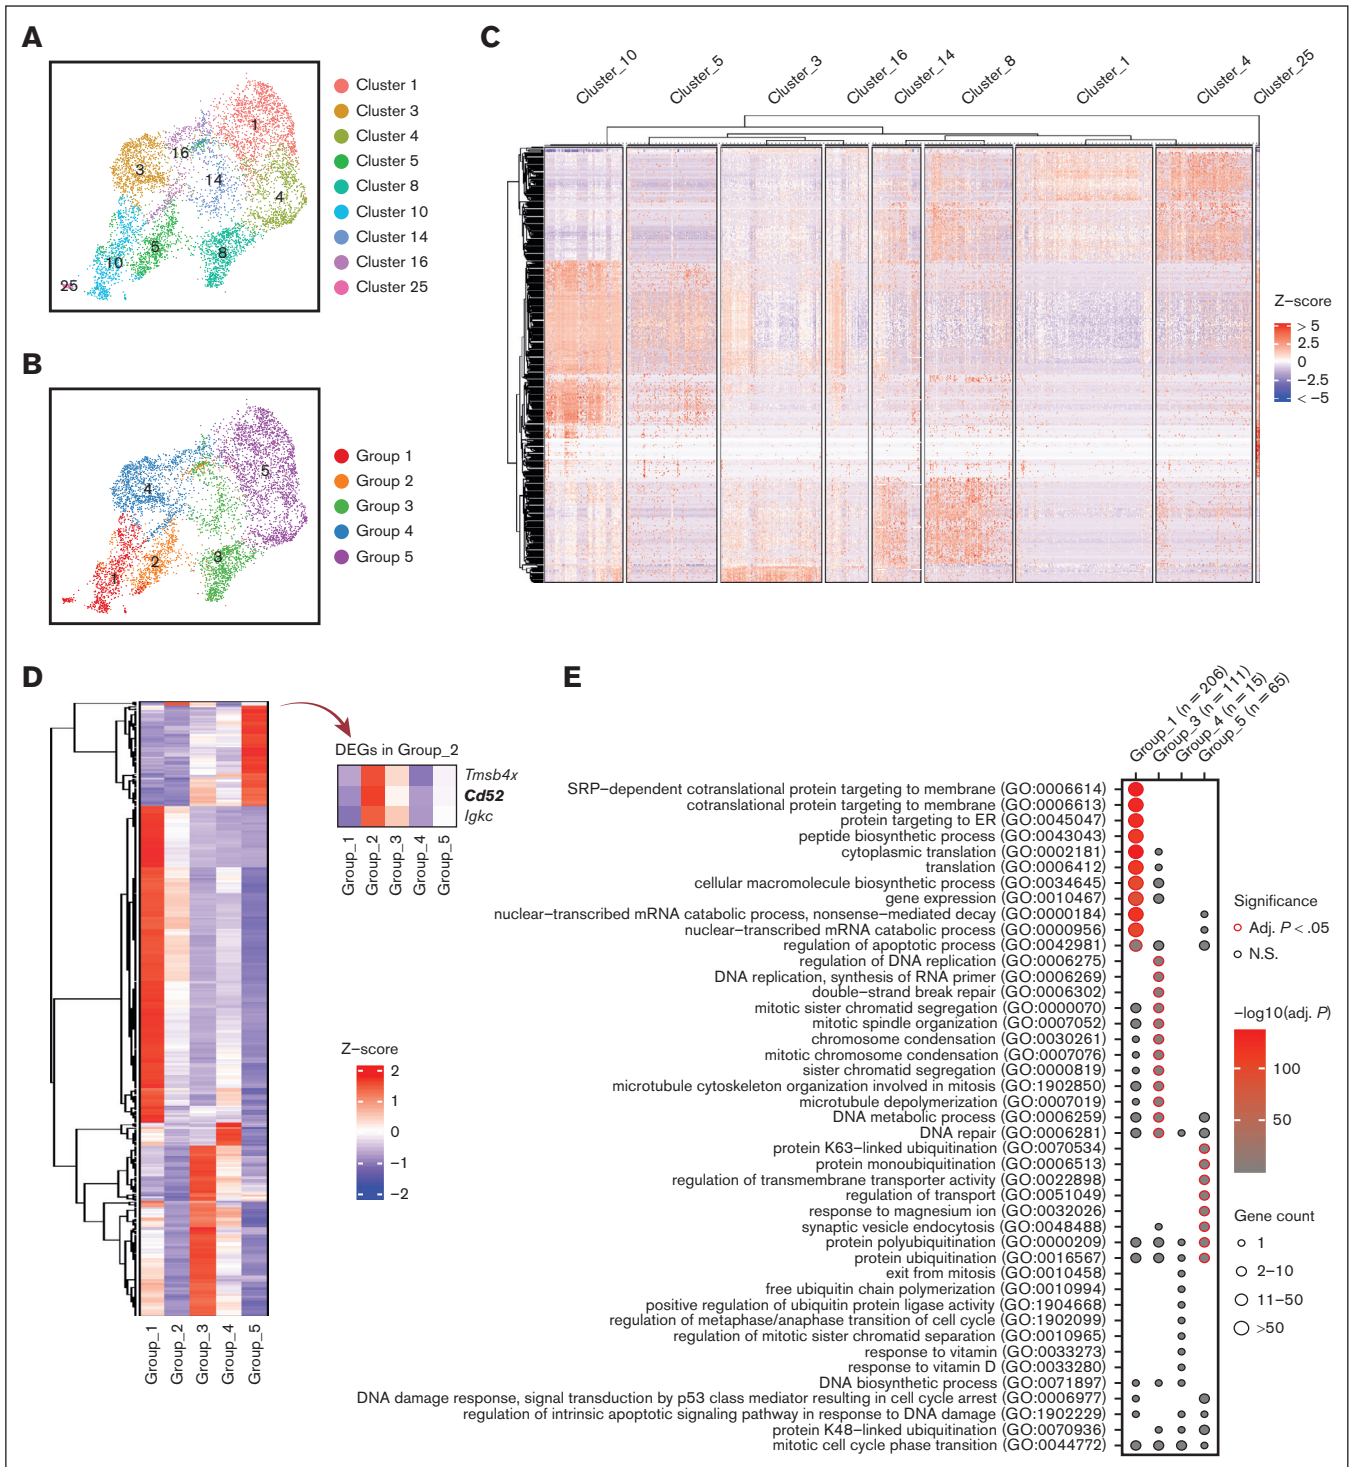 A
1
3
16
14
4
5
8
10
25
Cluster 1
Cluster 3
Cluster 4
Cluster 5
Cluster 8
Cluster 10
Cluster 14
Cluster 16
Cluster 25
B
5
4
3
2
1
Group 1
Group 2
Group 3
Group 4
Group 5
C
Cluster_10
Cluster_5
Cluster_3
Cluster_16
Cluster_14
Cluster_8
Cluster_1
Cluster_4
Cluster_25
Z−score
> 5
2.5
0
−2.5
< −5
D
DEGs in Group_2
Tmsb4x
Cd52
Igkc
Group_1
Group_2
Group_3
Group_4
Group_5
Z−score
2
1
0
−1
−2
Group_1
Group_2
Group_3
Group_4
Group_5
E
Group_1 (n = 206)
Group_3 (n = 111)
Group_4 (n = 15)
Group_5 (n = 65)
SRP−dependent cotranslational protein targeting to membrane (GO:0006614)
cotranslational protein targeting to membrane (GO:0006613)
protein targeting to ER (GO:0045047)
peptide biosynthetic process (GO:0043043)
cytoplasmic translation (GO:0002181)
translation (GO:0006412)
cellular macromolecule biosynthetic process (GO:0034645)
gene expression (GO:0010467)
nuclear−transcribed mRNA catabolic process, nonsense−mediated decay (GO:0000184)
nuclear−transcribed mRNA catabolic process (GO:0000956)
regulation of apoptotic process (GO:0042981)
regulation of DNA replication (GO:0006275)
DNA replication, synthesis of RNA primer (GO:0006269)
double−strand break repair (GO:0006302)
mitotic sister chromatid segregation (GO:0000070)
mitotic spindle organization (GO:0007052)
chromosome condensation (GO:0030261)
mitotic chromosome condensation (GO:0007076)
sister chromatid segregation (GO:0000819)
microtubule cytoskeleton organization involved in mitosis (GO:1902850)
microtubule depolymerization (GO:0007019)
DNA metabolic process (GO:0006259)
DNA repair (GO:0006281)
protein K63−linked ubiquitination (GO:0070534)
protein monoubiquitination (GO:0006513)
regulation of transmembrane transporter activity (GO:0022898)
regulation of transport (GO:0051049)
response to magnesium ion (GO:0032026)
synaptic vesicle endocytosis (GO:0048488)
protein polyubiquitination (GO:0000209)
protein ubiquitination (GO:0016567)
exit from mitosis (GO:0010458)
free ubiquitin chain polymerization (GO:0010994)
positive regulation of ubiquitin protein ligase activity (GO:1904668)
regulation of metaphase/anaphase transition of cell cycle (GO:1902099)
regulation of mitotic sister chromatid separation (GO:0010965)
response to vitamin (GO:0033273)
response to vitamin D (GO:0033280)
DNA biosynthetic process (GO:0071897)
DNA damage response, signal transduction by p53 class mediator resulting in cell cycle arrest (GO:0006977)
regulation of intrinsic apoptotic signaling pathway in response to DNA damage (GO:1902229)
protein K48−linked ubiquitination (GO:0070936)
mitotic cell cycle phase transition (GO:0044772)
Significance
Adj. P < .05
N.S.
−log10(adj. P)
100
50
Gene count
1
2−10
11−50
>50